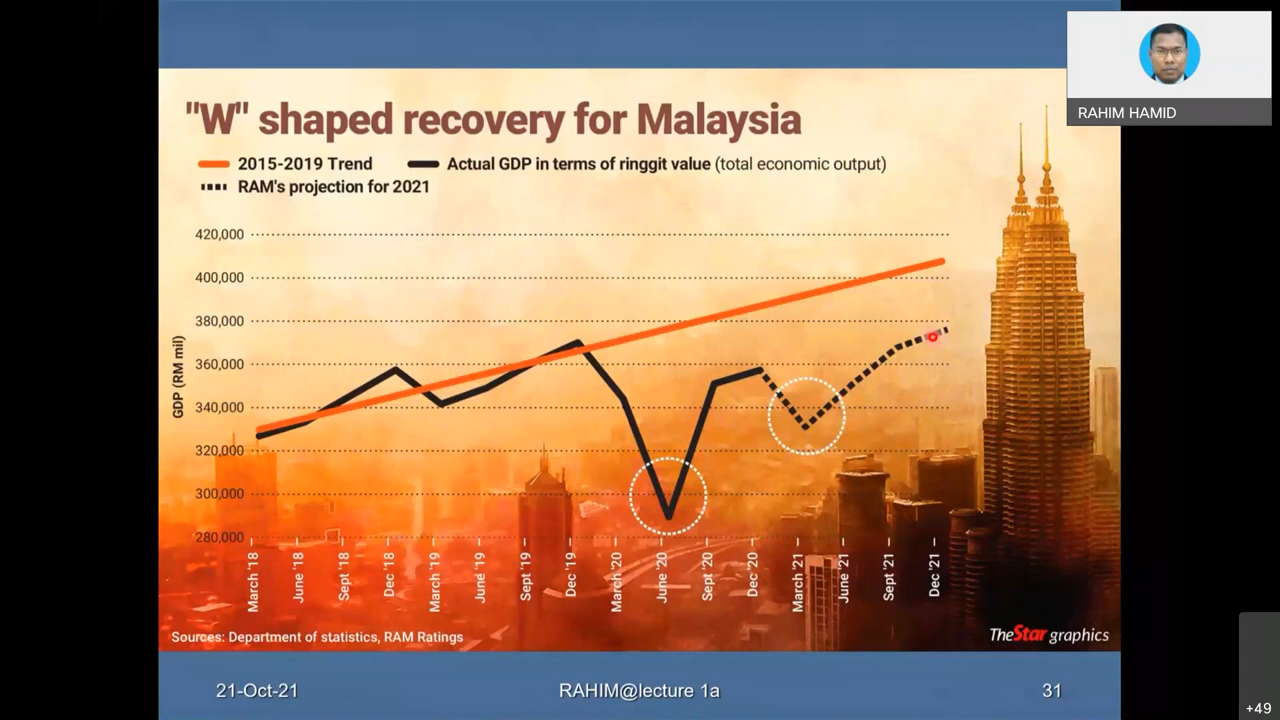 RAHIM HAMID
"W" shaped recovery for Malaysia
2015-2019 Trend
Actual GDP in terms of ringgit value (total economic output)
RAM's projection for 2021
GDP (RM mil)
420,000
400,000
380,000
360,000
340,000
320,000
300,000
280,000
March '18
June '18
Sept '18
Dec '18
March '19
June '19
Sept '19
Dec '19
March '20
June '20
Sept '20
Dec '20
March '21
June '21
Sept '21
Dec '21
Sources: Department of statistics, RAM Ratings
TheStar graphics
21-Oct-21
RAHIM@lecture 1a
31
+49